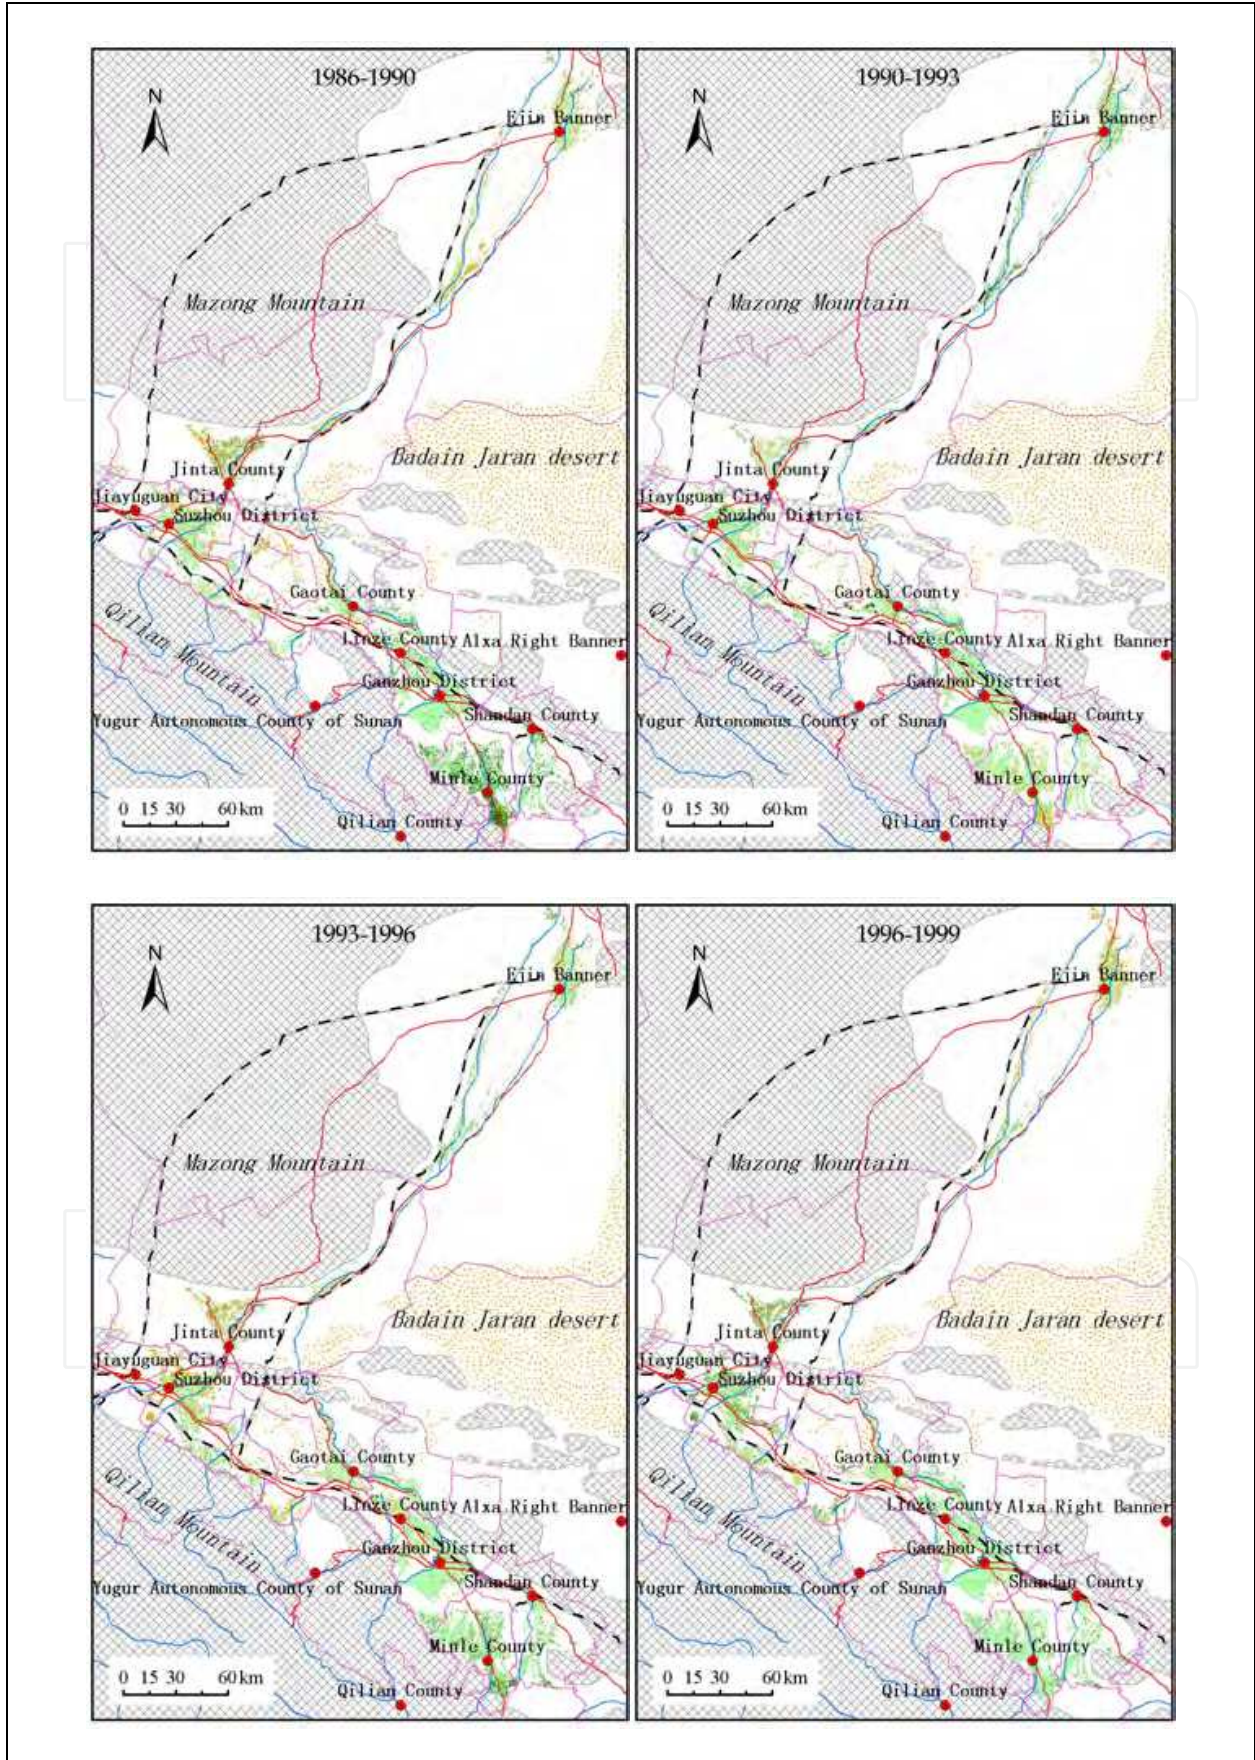 1986-1990
N
Ejin Banner
Mazong Mountain
Badain Jaran desert
Jinta County
Jiayuguan City
Suzhou District
Gaotai County
Qilian Mountain
Linze County
Alxa Right Banner
Ganzhou District
Yugur Autonomous County of Sunan
Shandan County
Minle County
0 15 30 60km
Qilian County
1990-1993
N
Ejin Banner
Mazong Mountain
Badain Jaran desert
Jinta County
Jiayuguan City
Suzhou District
Gaotai County
Qilian Mountain
Linze County
Alxa Right Banner
Ganzhou District
Yugur Autonomous County of Sunan
Shandan County
Minle County
0 15 30 60km
Qilian County
1993-1996
N
Ejin Banner
Mazong Mountain
Badain Jaran desert
Jinta County
Jiayuguan City
Suzhou District
Gaotai County
Qilian Mountain
Linze County
Alxa Right Banner
Ganzhou District
Yugur Autonomous County of Sunan
Shandan County
Minle County
0 15 30 60km
Qilian County
1996-1999
N
Ejin Banner
Mazong Mountain
Badain Jaran desert
Jinta County
Jiayuguan City
Suzhou District
Gaotai County
Qilian Mountain
Linze County
Alxa Right Banner
Ganzhou District
Yugur Autonomous County of Sunan
Shandan County
Minle County
0 15 30 60km
Qilian County